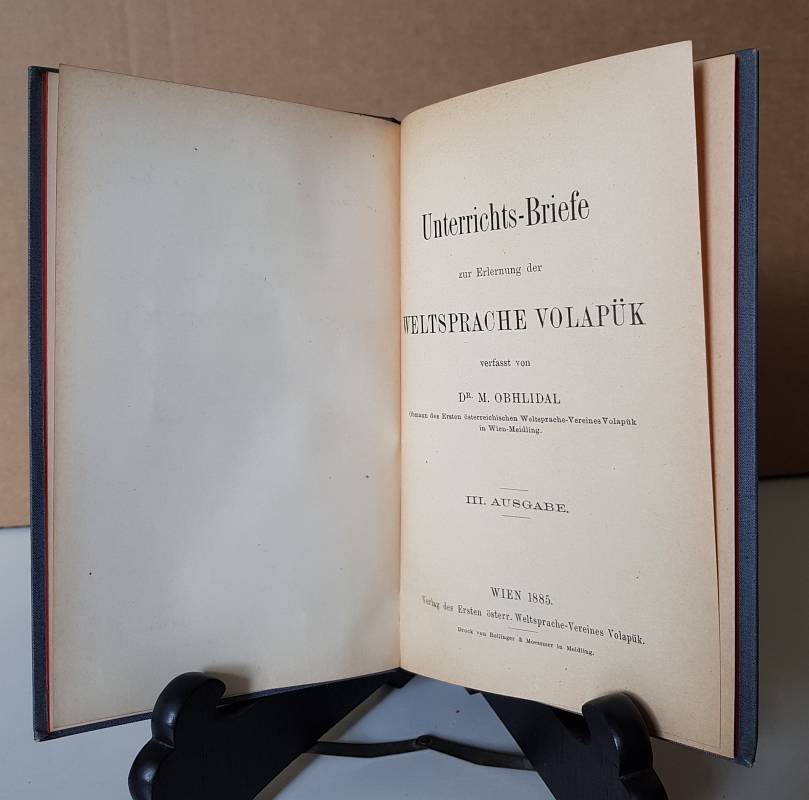 Unterrichts-Briefe
zur Erlernung der
WELTSPRACHE VOLAPÜK
verfasst von
DR. M. OBHLIDAL
Obmann des Ersten österreichischen Weltsprache-Vereines Volapük
in Wien-Meidling.
III. AUSGABE.
WIEN 1885.
Verlag des Ersten österr. Weltsprache-Vereines Volapük.
Druck von Bollinger & Moessmer in Meidling.